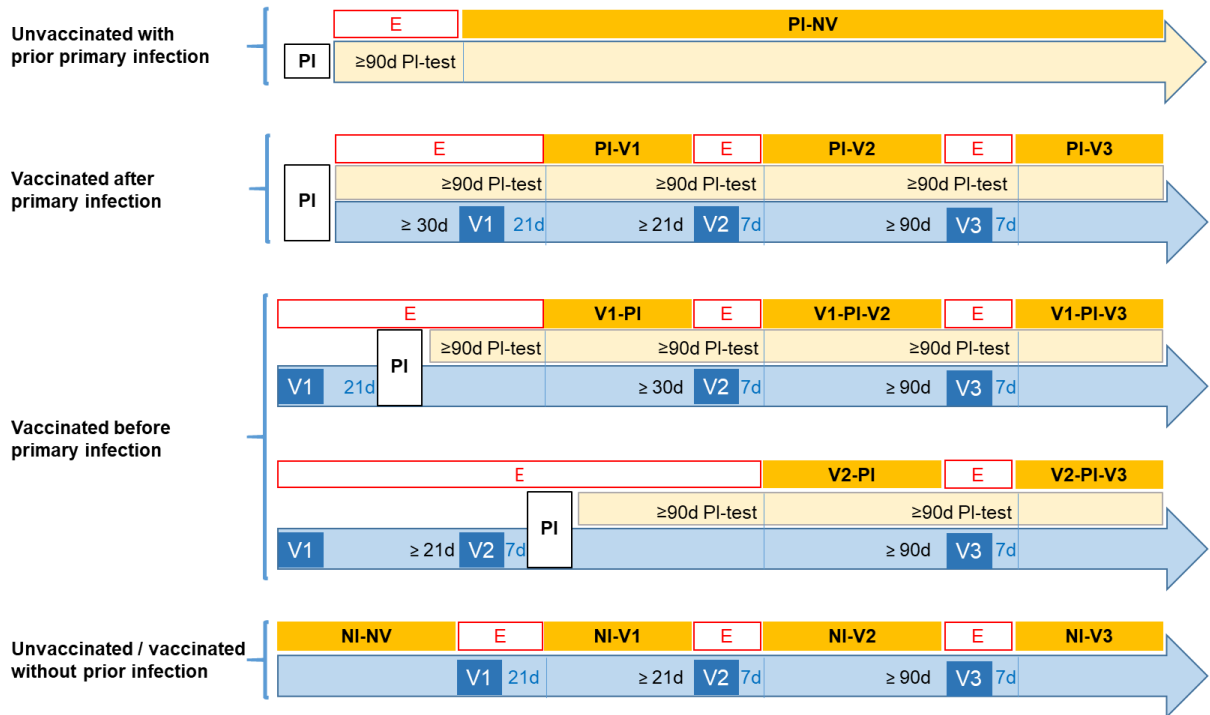 E PI-NV
Unvaccinated with
prior primary infection
PI
≥90d PI-test
E PI-V1 E PI-V2 E PI-V3
Vaccinated after
primary infection
PI
≥90d PI-test ≥90d PI-test ≥90d PI-test
≥ 30d V1 21d ≥ 21d V2 7d ≥ 90d V3 7d
E V1-PI E V1-PI-V2 E V1-PI-V3
PI
≥90d PI-test ≥90d PI-test ≥90d PI-test
V1 21d ≥ 30d V2 7d ≥ 90d V3 7d
Vaccinated before
primary infection
E V2-PI E V2-PI-V3
PI
≥90d PI-test ≥90d PI-test
V1 ≥ 21d V2 7d ≥ 90d V3 7d
NI-NV E NI-V1 E NI-V2 E NI-V3
Unvaccinated / vaccinated
without prior infection
V1 21d ≥ 21d V2 7d ≥ 90d V3 7d